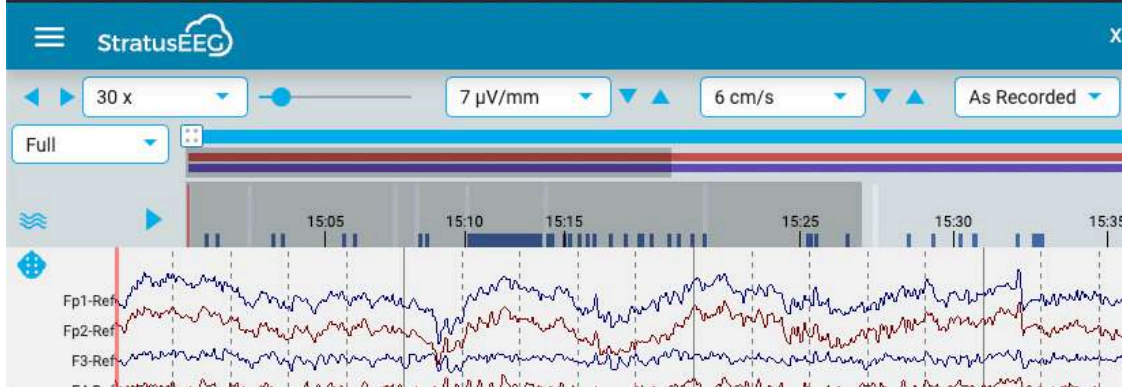 StratusEEG
X
30 x 7 µV/mm 6 cm/s As Recorded
Full
15:05 15:10 15:15 15:25 15:30 15:35
Fp1-Ref
Fp2-Ref
F3-Ref